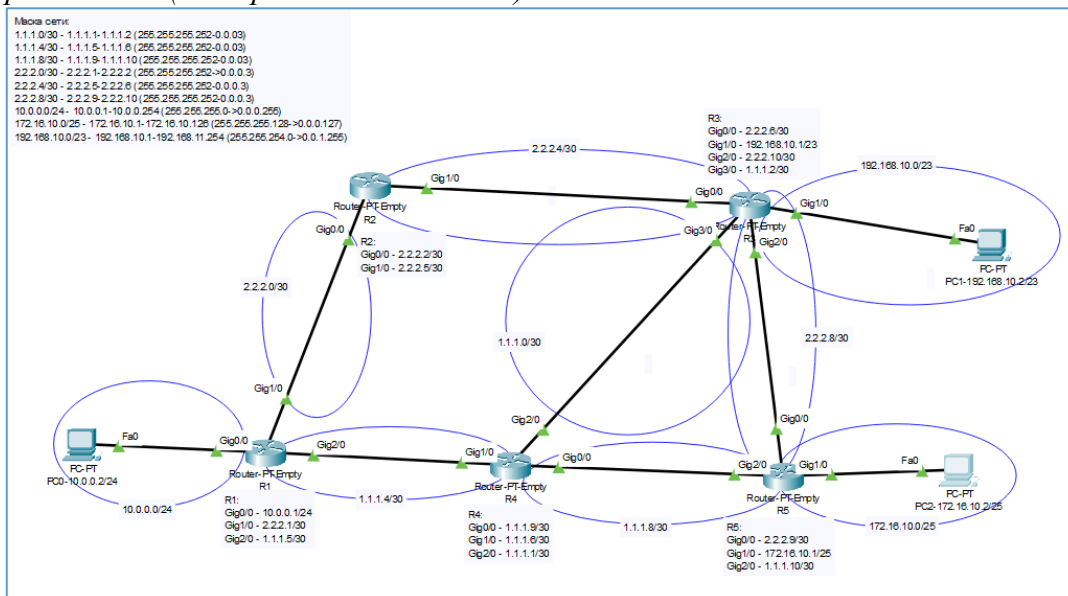 Маска сети:
1.1.1.0/30 - 1.1.1.1-1.1.1.2 (255.255.255.252-0.0.03)
1.1.1.4/30 - 1.1.1.5-1.1.1.6 (255.255.255.252-0.0.03)
1.1.1.8/30 - 1.1.1.9-1.1.1.10 (255.255.255.252-0.0.03)
2.2.2.0/30 - 2.2.2.1-2.2.2.2 (255.255.255.252->0.0.0.3)
2.2.2.4/30 - 2.2.2.5-2.2.2.6 (255.255.255.252-0.0.0.3)
2.2.2.8/30 - 2.2.2.9-2.2.2.10 (255.255.255.252-0.0.0.3)
10.0.0.0/24 - 10.0.0.1-10.0.0.254 (255.255.255.0->0.0.0.255)
172.16.10.0/25 - 172.16.10.1-172.16.10.126 (255.255.255.128->0.0.0.127)
192.168.10.0/23 - 192.168.10.1-192.168.11.254 (255.255.254.0->0.0.1.255)
R3:
Gig0/0 - 2.2.2.6/30
Gig1/0 - 192.168.10.1/23
Gig2/0 - 2.2.2.10/30
Gig3/0 - 1.1.1.2/30
2.2.2.4/30
192.168.10.0/23
Gig1/0
Gig0/0
Router-PT-Empty
R2
Router-PT-Empty
Gig1/0
Gig0/0
Gig3/0
Gig2/0
Fa0
R2:
Gig0/0 - 2.2.2.2/30
Gig1/0 - 2.2.2.5/30
PC-PT
PC1-192.168.10.2/23
2.2.2.0/30
1.1.1.0/30
2.2.2.8/30
Gig1/0
Gig2/0
Gig0/0
Fa0
Gig0/0
Gig2/0
Gig1/0
Gig0/0
Gig2/0
Gig1/0
Fa0
PC-PT
PC0-10.0.0.2/24
Router-PT-Empty
R1
Router-PT-Empty
R4
Router-PT-Empty
R5
PC-PT
PC2-172.16.10.2/25
10.0.0.0/24
1.1.1.4/30
1.1.1.8/30
172.16.10.0/25
R1:
Gig0/0 - 10.0.0.1/24
Gig1/0 - 2.2.2.1/30
Gig2/0 - 1.1.1.5/30
R4:
Gig0/0 - 1.1.1.9/30
Gig1/0 - 1.1.1.6/30
Gig2/0 - 1.1.1.1/30
R5:
Gig0/0 - 2.2.2.9/30
Gig1/0 - 172.16.10.1/25
Gig2/0 - 1.1.1.10/30